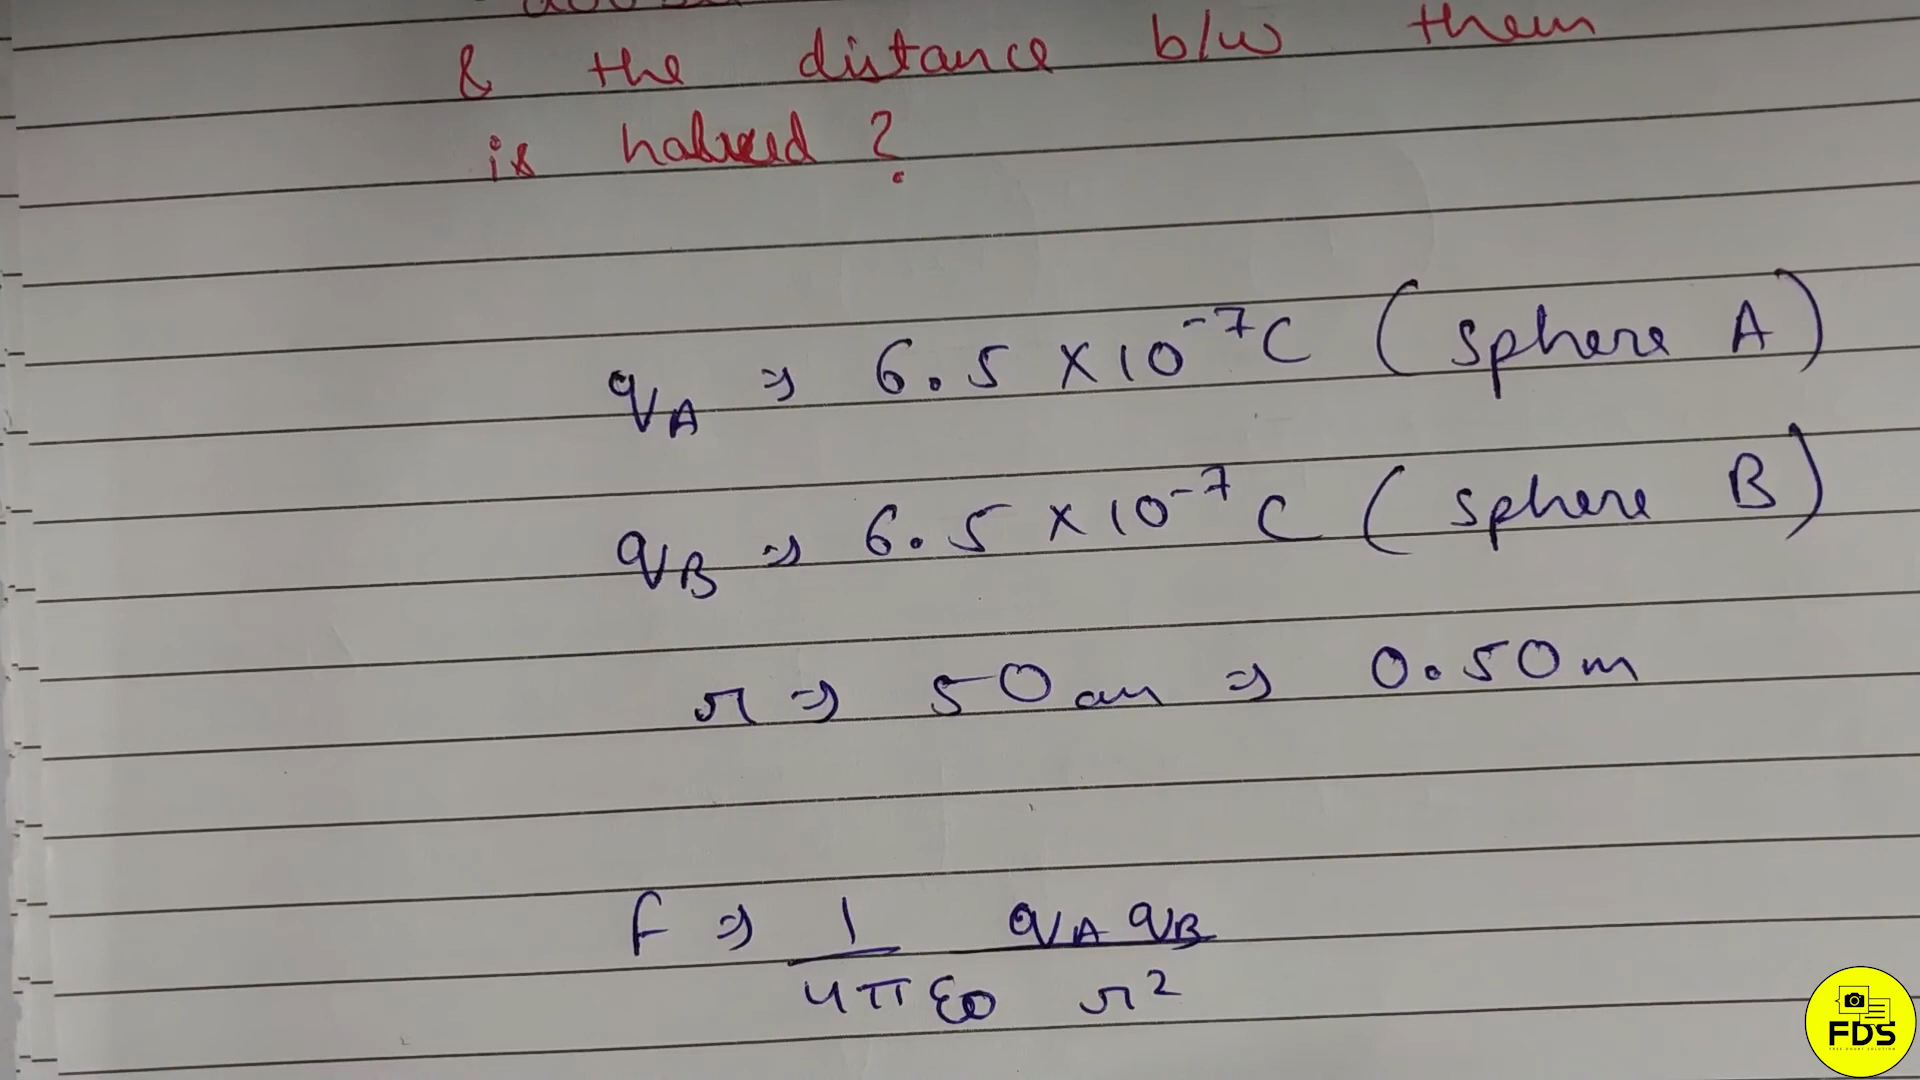 & the distance b/w them
is halved ?
qA ⇒ 6.5 × 10⁻⁷C (sphere A)
qB ⇒ 6.5 × 10⁻⁷ C (sphere B)
r ⇒ 50 cm ⇒ 0.50 m
F ⇒ 1/4πε₀ qA qB/r²
FDS